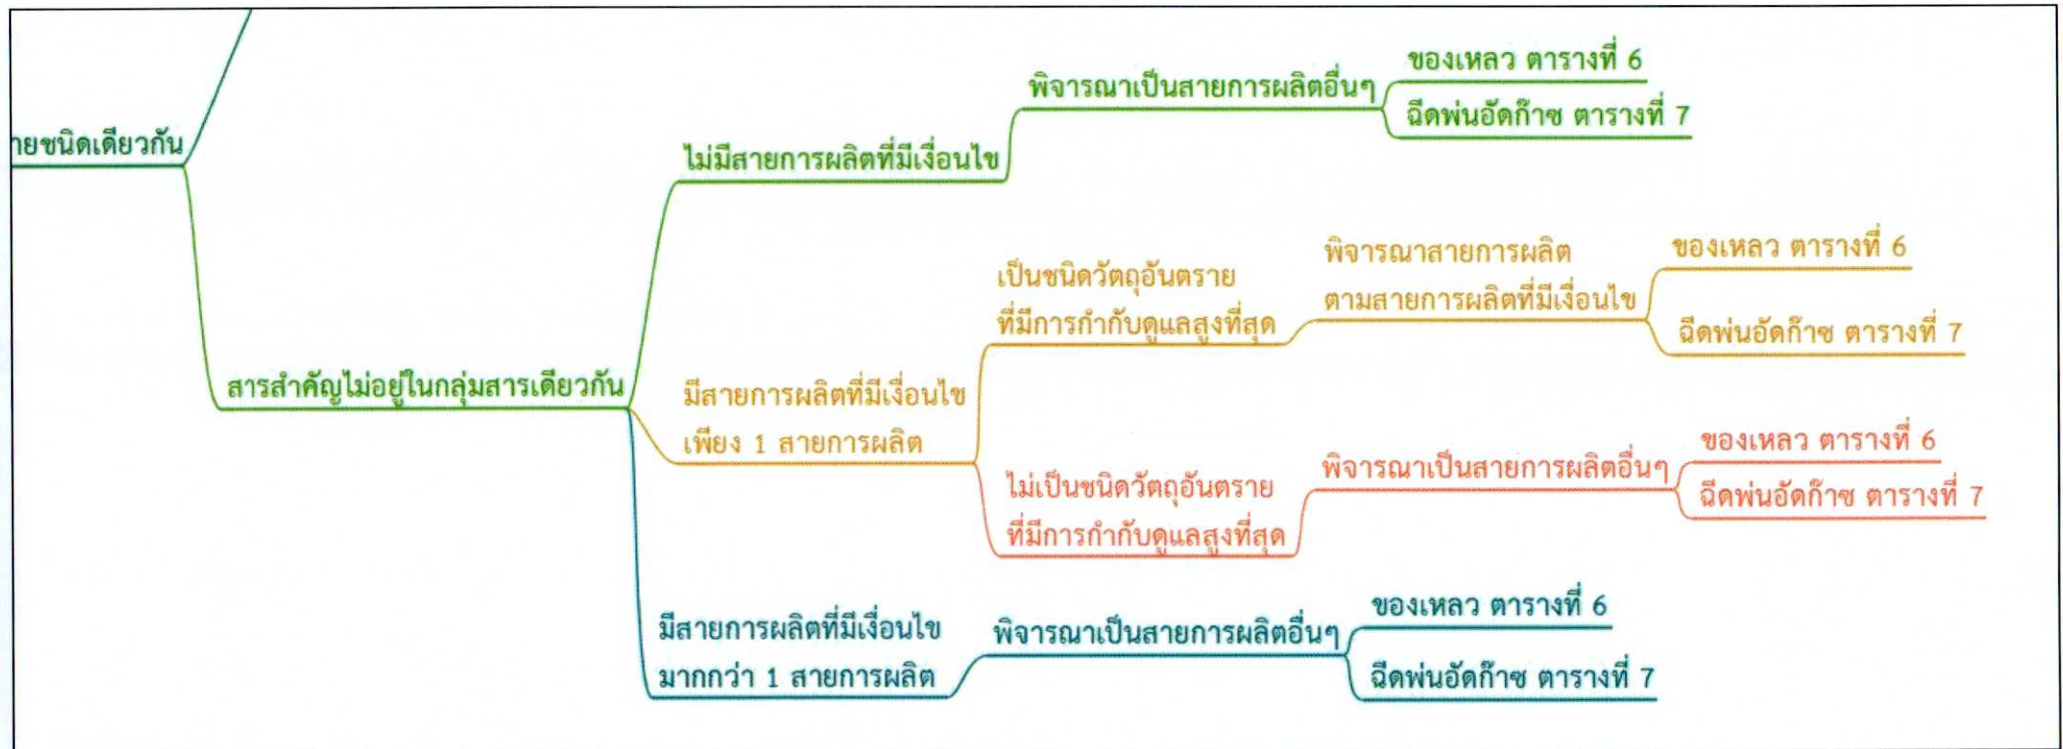 ของเหลว ตารางที่ 6
พิจารณาเป็นสายการผลิตอื่นๆ
ฉีดพ่นอัดก๊าซ ตารางที่ 7
ายชนิดเดียวกัน
ไม่มีสายการผลิตที่มีเงื่อนไข
ของเหลว ตารางที่ 6
พิจารณาสายการผลิต
ตามสายการผลิตที่มีเงื่อนไข
เป็นชนิดวัตถุอันตราย
ที่มีการกำกับดูแลสูงที่สุด
ฉีดพ่นอัดก๊าซ ตารางที่ 7
สารสำคัญไม่อยู่ในกลุ่มสารเดียวกัน
มีสายการผลิตที่มีเงื่อนไข
เพียง 1 สายการผลิต
ของเหลว ตารางที่ 6
พิจารณาเป็นสายการผลิตอื่นๆ
ฉีดพ่นอัดก๊าซ ตารางที่ 7
ไม่เป็นชนิดวัตถุอันตราย
ที่มีการกำกับดูแลสูงที่สุด
ของเหลว ตารางที่ 6
มีสายการผลิตที่มีเงื่อนไข
มากกว่า 1 สายการผลิต
พิจารณาเป็นสายการผลิตอื่นๆ
ฉีดพ่นอัดก๊าซ ตารางที่ 7